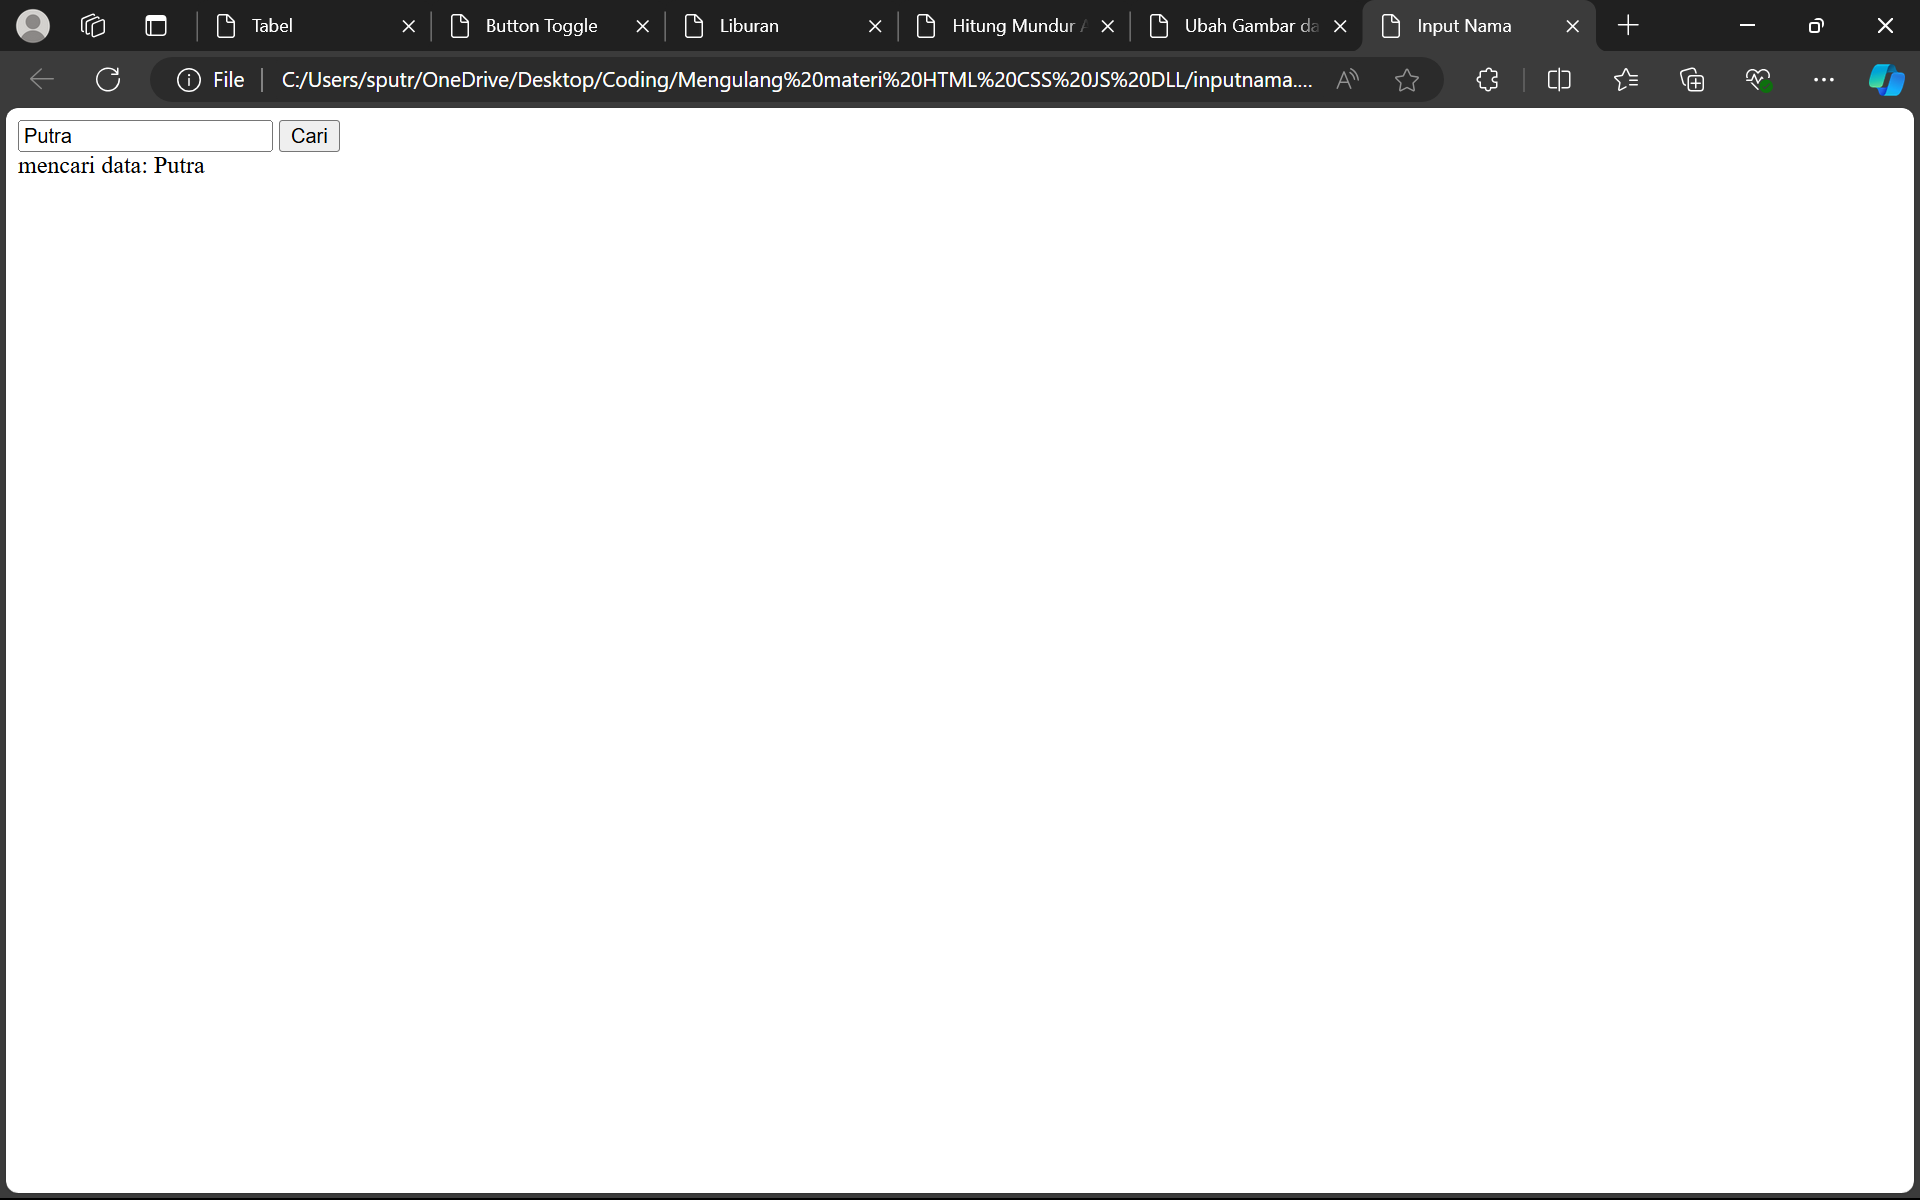 Tabel
Button Toggle
Liburan
Hitung Mundur
Ubah Gambar da
Input Nama
File
C:/Users/sputr/OneDrive/Desktop/Coding/Mengulang%20materi%20HTML%20CSS%20JS%20DLL/inputnama....
Putra
Cari
mencari data: Putra